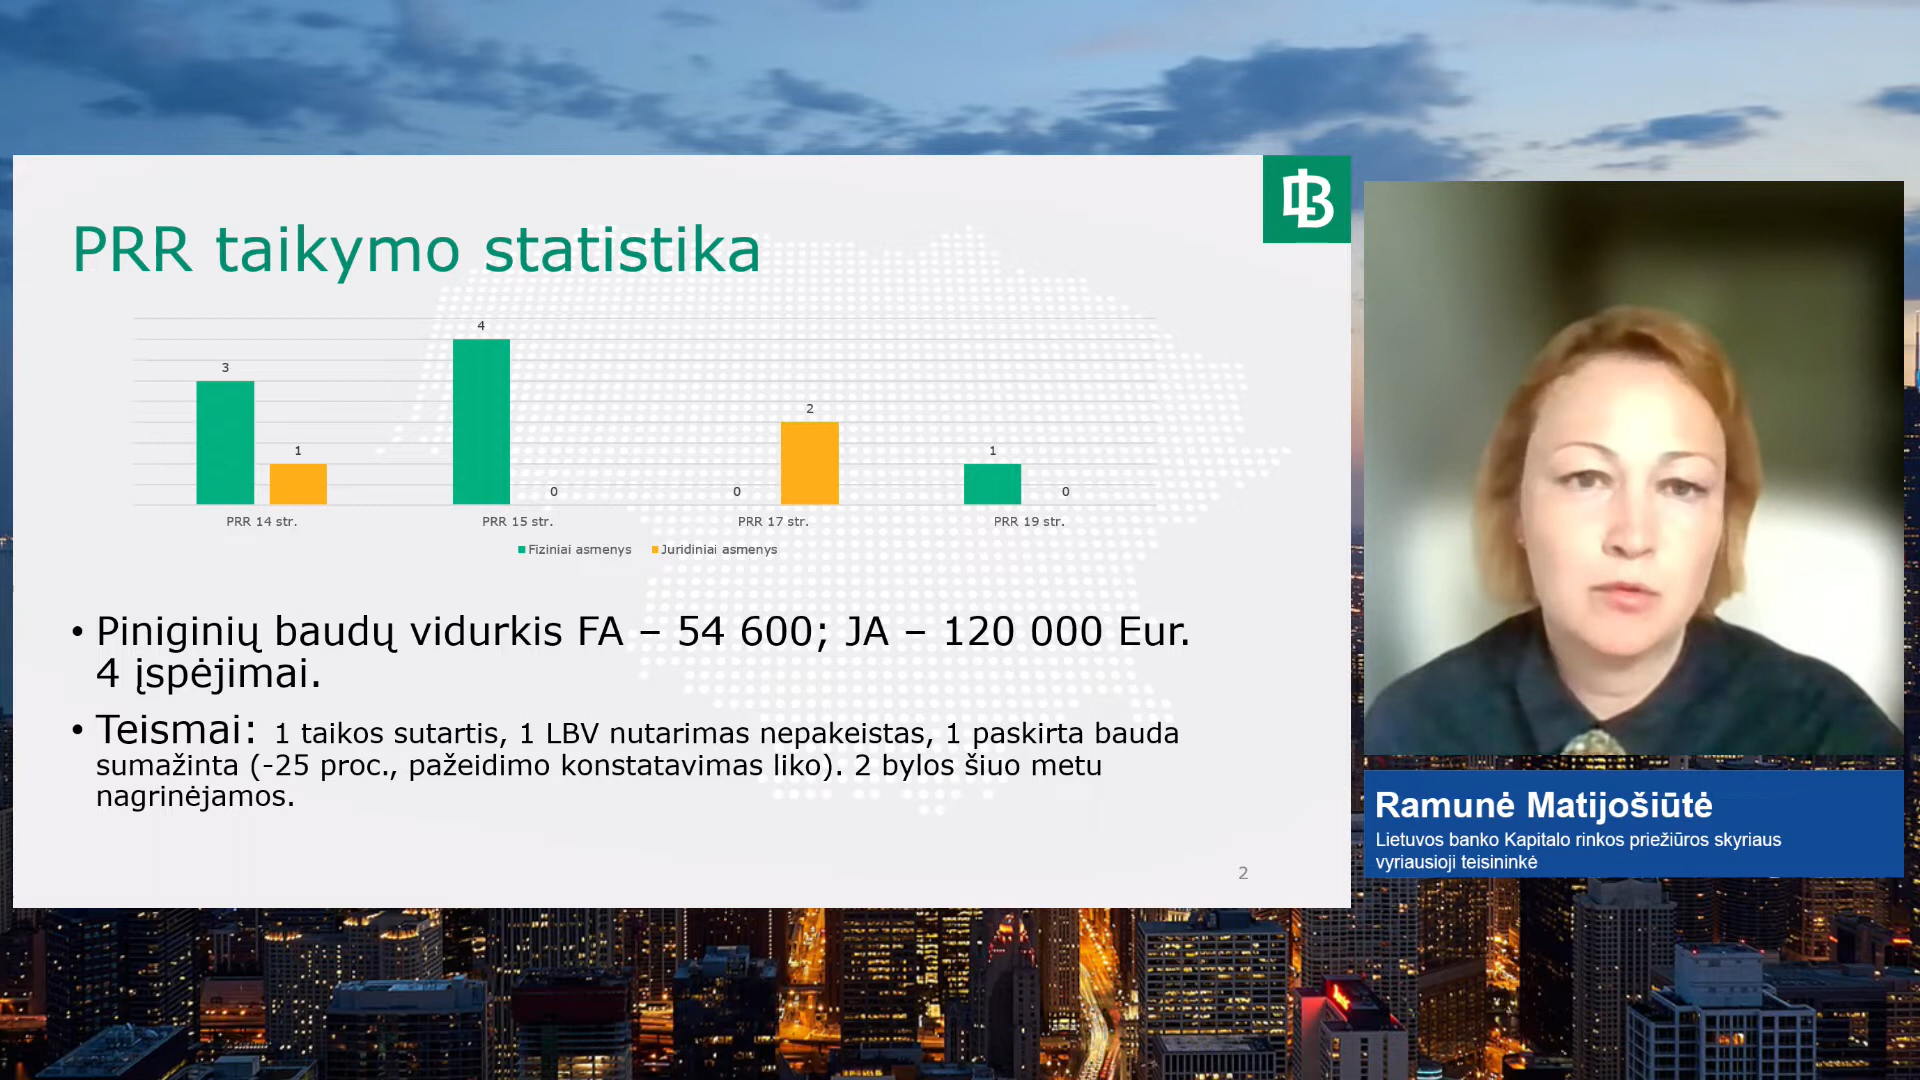 PRR taikymo statistika
3
1
4
0
0
2
1
0
PRR 14 str.
PRR 15 str.
PRR 17 str.
PRR 19 str.
Fiziniai asmenys
Juridiniai asmenys
• Piniginių baudų vidurkis FA – 54 600; JA – 120 000 Eur.
4 įspėjimai.
• Teismai: 1 taikos sutartis, 1 LBV nutarimas nepakeistas, 1 paskirta bauda
sumažinta (-25 proc., pažeidimo konstatavimas liko). 2 bylos šiuo metu
nagrinėjamos.
2
Ramunė Matijošiūtė
Lietuvos banko Kapitalo rinkos priežiūros skyriaus
vyriausioji teisininkė